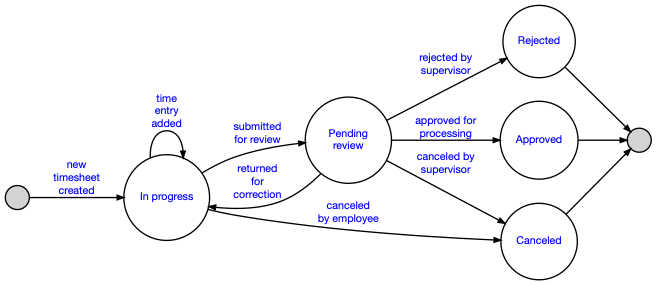 new
timesheet
created
time
entry
added
In progress
submitted
for review
returned
for
correction
canceled
by employee
Pending
review
rejected by
supervisor
approved for
processing
canceled by
supervisor
Rejected
Approved
Canceled